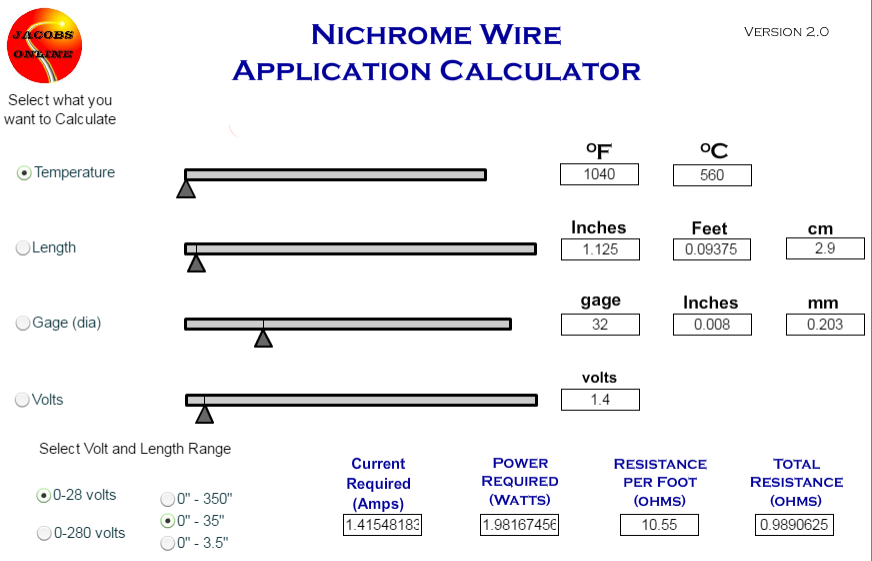 JACOBS
ONLINE
NICHROME WIRE
APPLICATION CALCULATOR
VERSION 2.0
Select what you
want to Calculate
Temperature
ºF
ºC
1040
560
Length
Inches
Feet
cm
1.125
0.09375
2.9
Gage (dia)
gage
Inches
mm
32
0.008
0.203
Volts
volts
1.4
Select Volt and Length Range
0-28 volts
0-280 volts
0" - 350"
0" - 35"
0" - 3.5"
Current
Required
(Amps)
1.41548183
POWER
REQUIRED
(WATTS)
1.98167456
RESISTANCE
PER FOOT
(OHMS)
10.55
TOTAL
RESISTANCE
(OHMS)
0.9890625